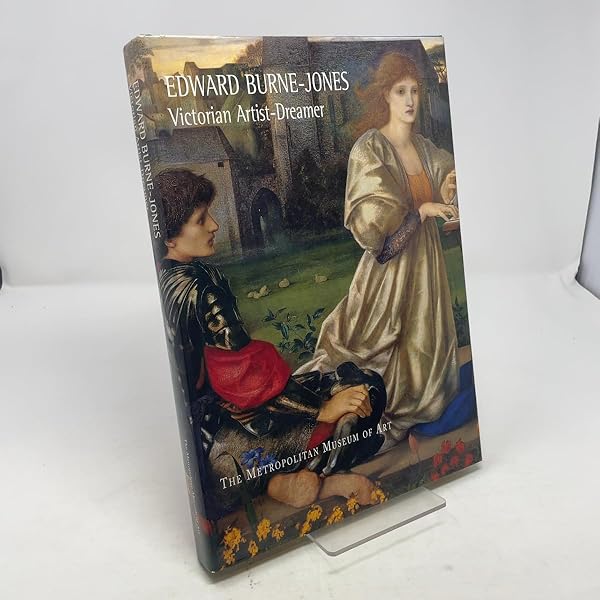 EDWARD BURNE-JONES
Victorian Artist-Dreamer
THE METROPOLITAN MUSEUM OF ART
EDWARD BURNE-JONES